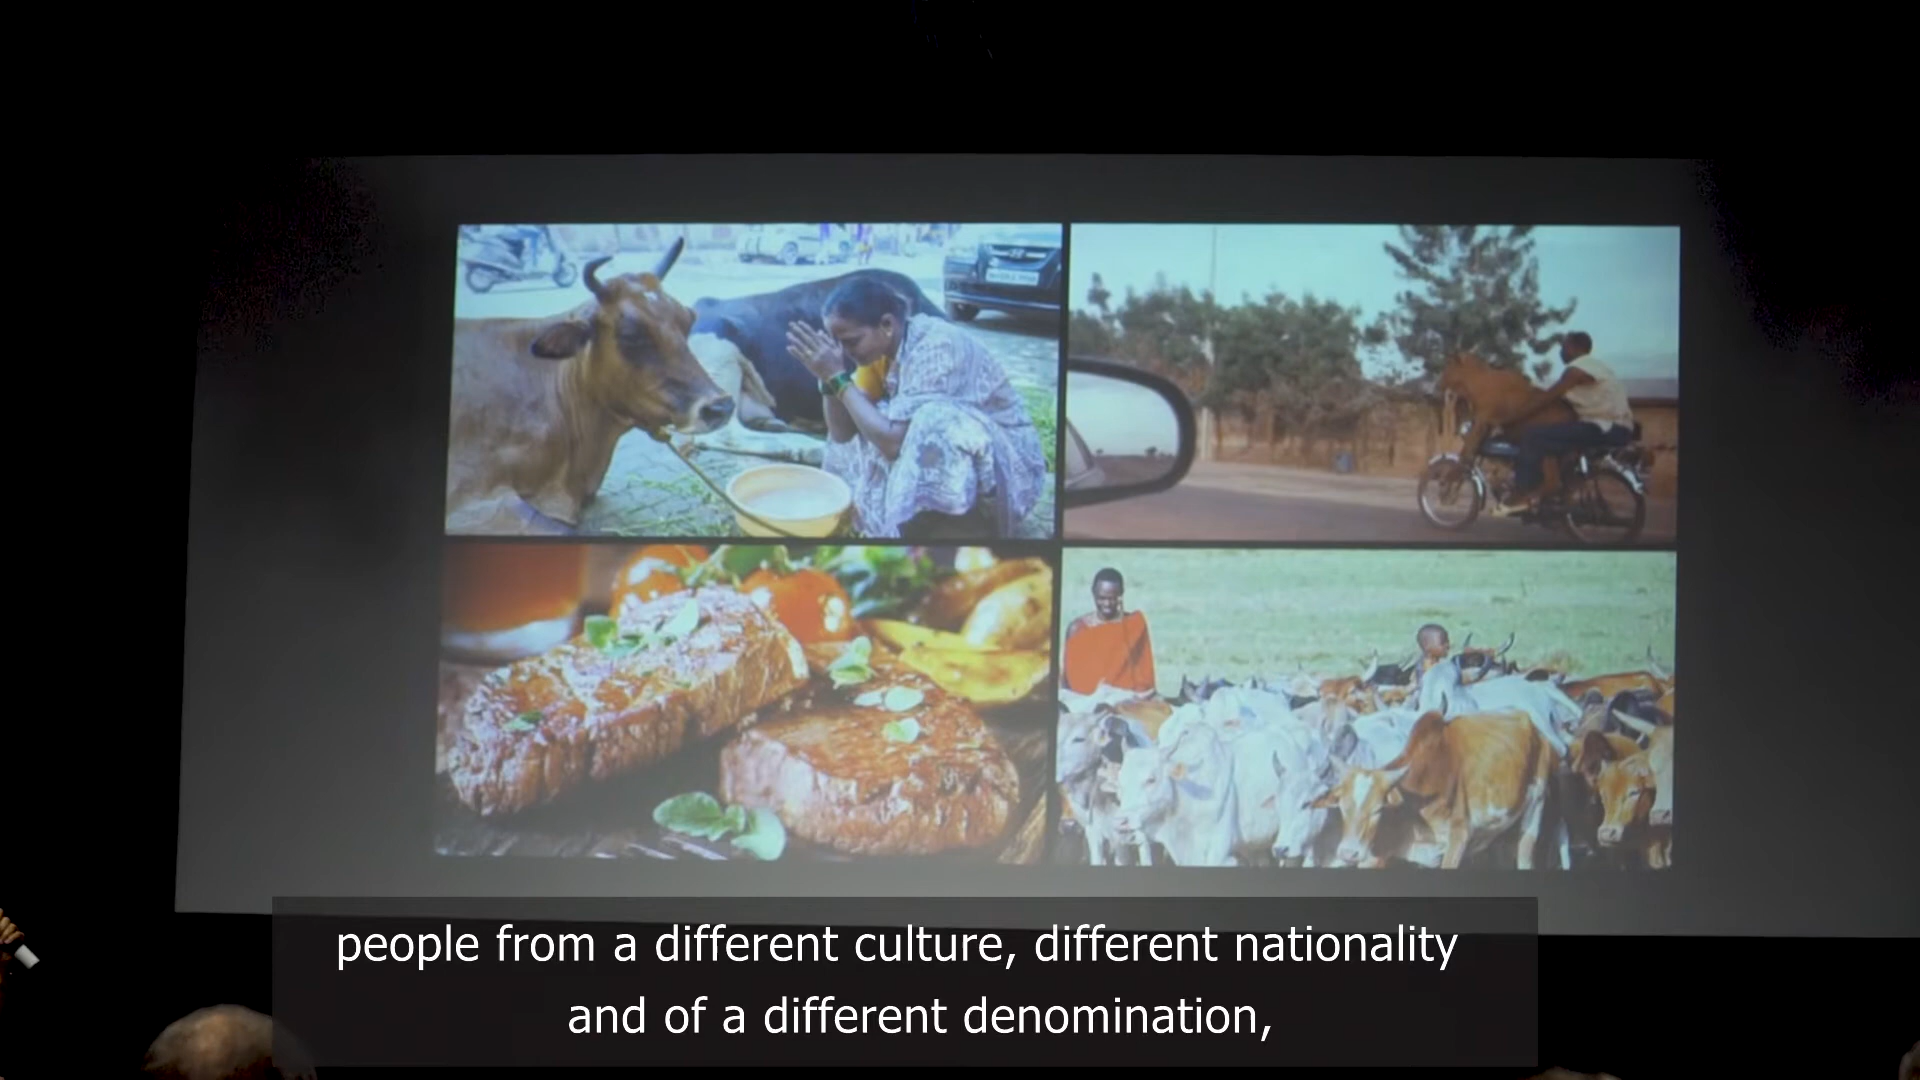 people from a different culture, different nationality
and of a different denomination,